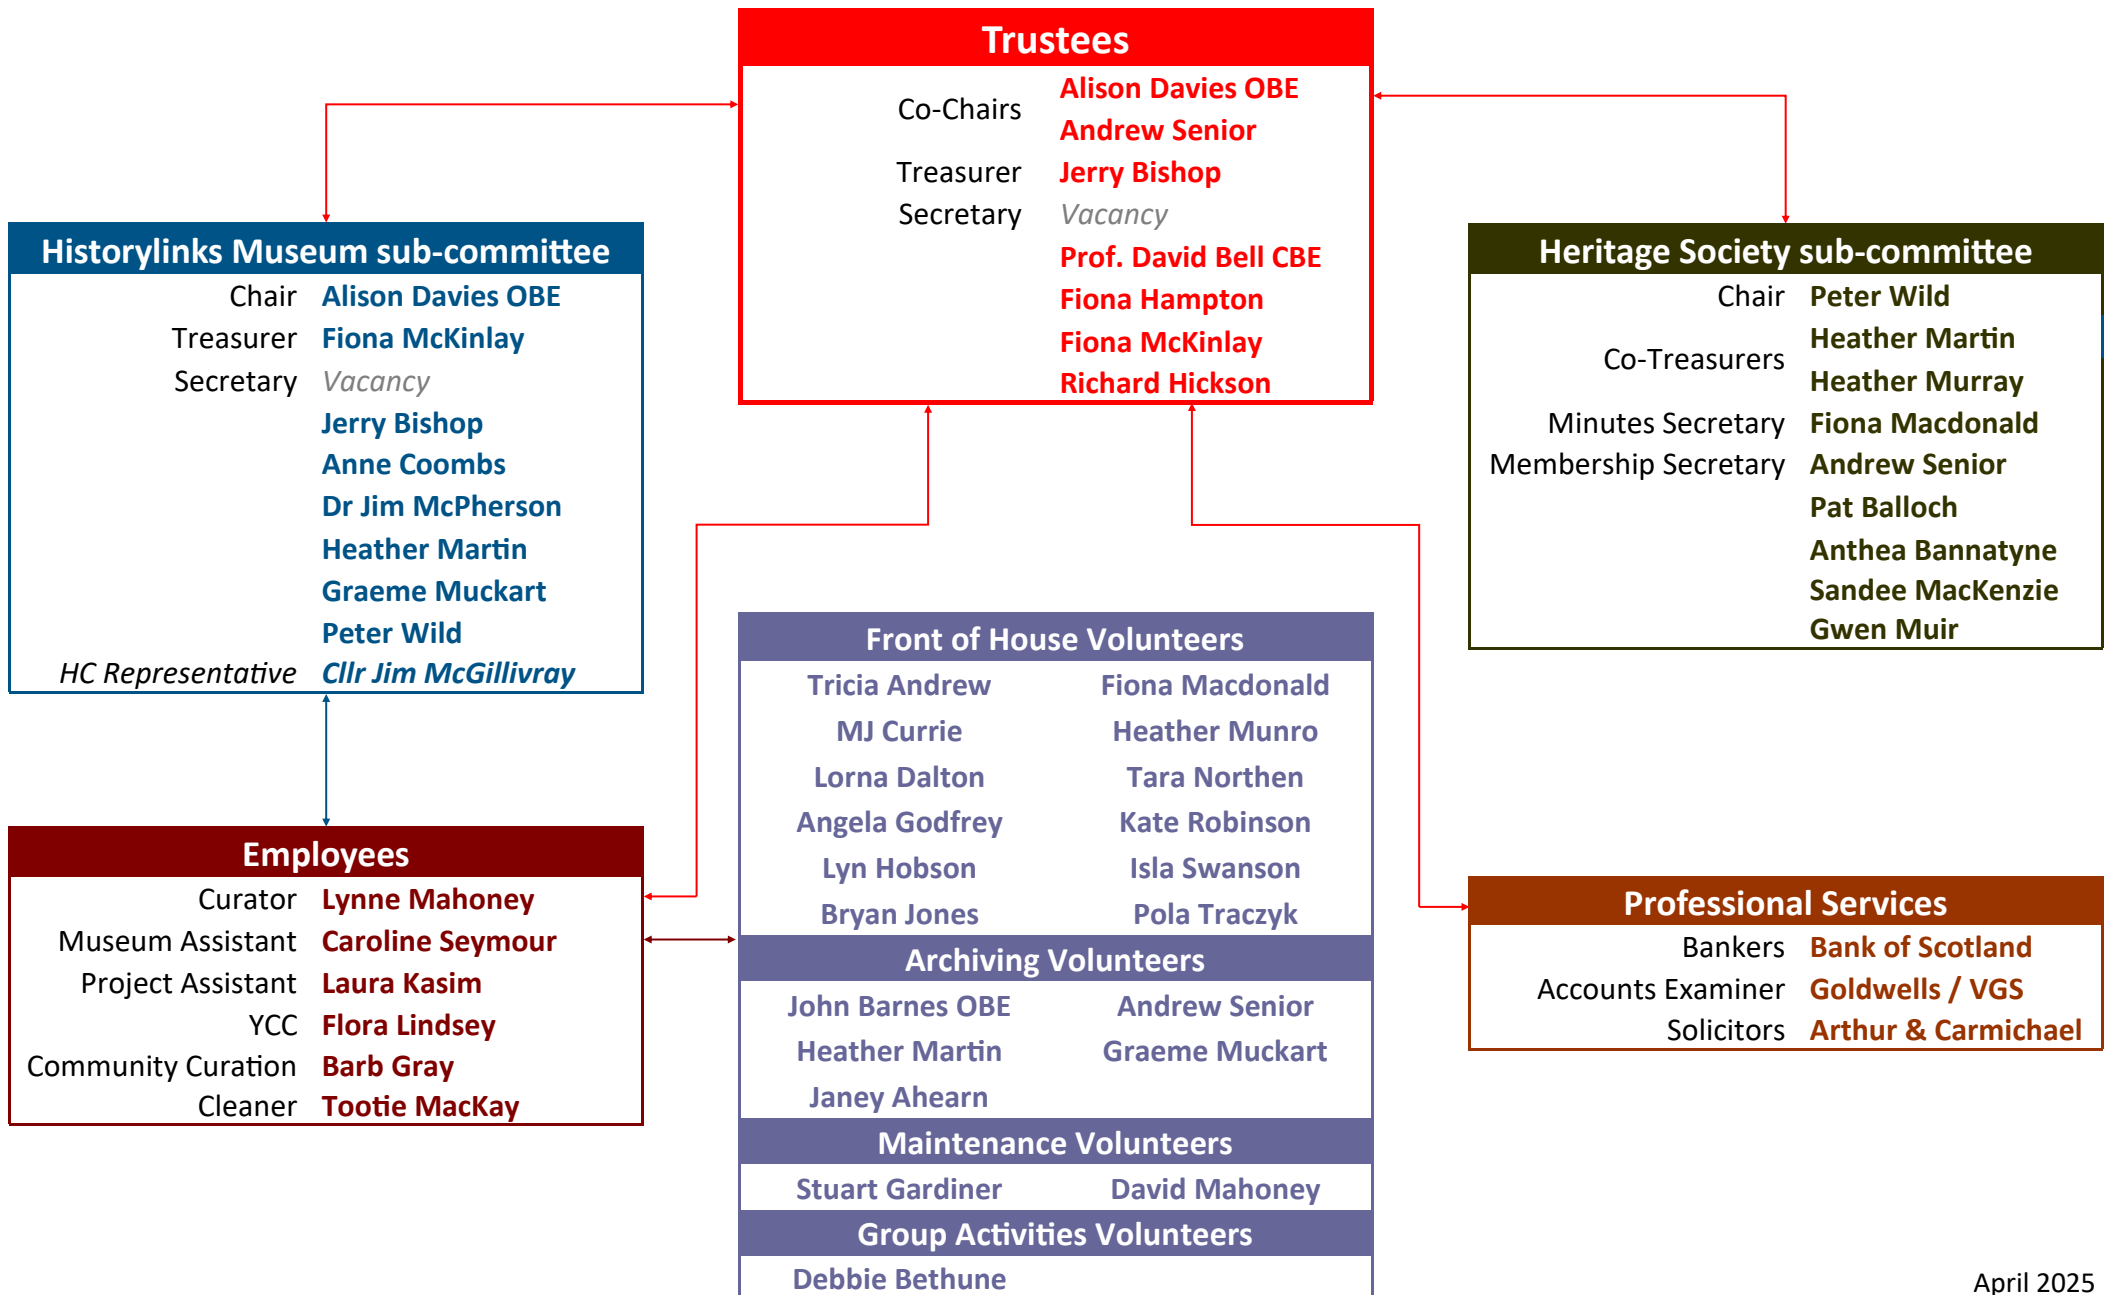 Trustees
Co-Chairs
Alison Davies OBE
Andrew Senior
Treasurer Jerry Bishop
Secretary Vacancy
Prof. David Bell CBE
Fiona Hampton
Fiona McKinlay
Richard Hickson
Historylinks Museum sub-committee
Chair Alison Davies OBE
Treasurer Fiona McKinlay
Secretary Vacancy
Jerry Bishop
Anne Coombs
Dr Jim McPherson
Heather Martin
Graeme Muckart
Peter Wild
HC Representative Cllr Jim McGillivray
Heritage Society sub-committee
Chair Peter Wild
Co-Treasurers
Heather Martin
Heather Murray
Minutes Secretary Fiona Macdonald
Membership Secretary Andrew Senior
Pat Balloch
Anthea Bannatyne
Sandee MacKenzie
Gwen Muir
Employees
Curator Lynne Mahoney
Museum Assistant Caroline Seymour
Project Assistant Laura Kasim
YCC Flora Lindsey
Community Curation Barb Gray
Cleaner Tootie MacKay
Front of House Volunteers
Tricia Andrew Fiona Macdonald
MJ Currie Heather Munro
Lorna Dalton Tara Northen
Angela Godfrey Kate Robinson
Lyn Hobson Isla Swanson
Bryan Jones Pola Traczyk
Archiving Volunteers
John Barnes OBE Andrew Senior
Heather Martin Graeme Muckart
Janey Ahearn
Maintenance Volunteers
Stuart Gardiner David Mahoney
Group Activities Volunteers
Debbie Bethune
Professional Services
Bankers Bank of Scotland
Accounts Examiner Goldwells / VGS
Solicitors Arthur & Carmichael
April 2025